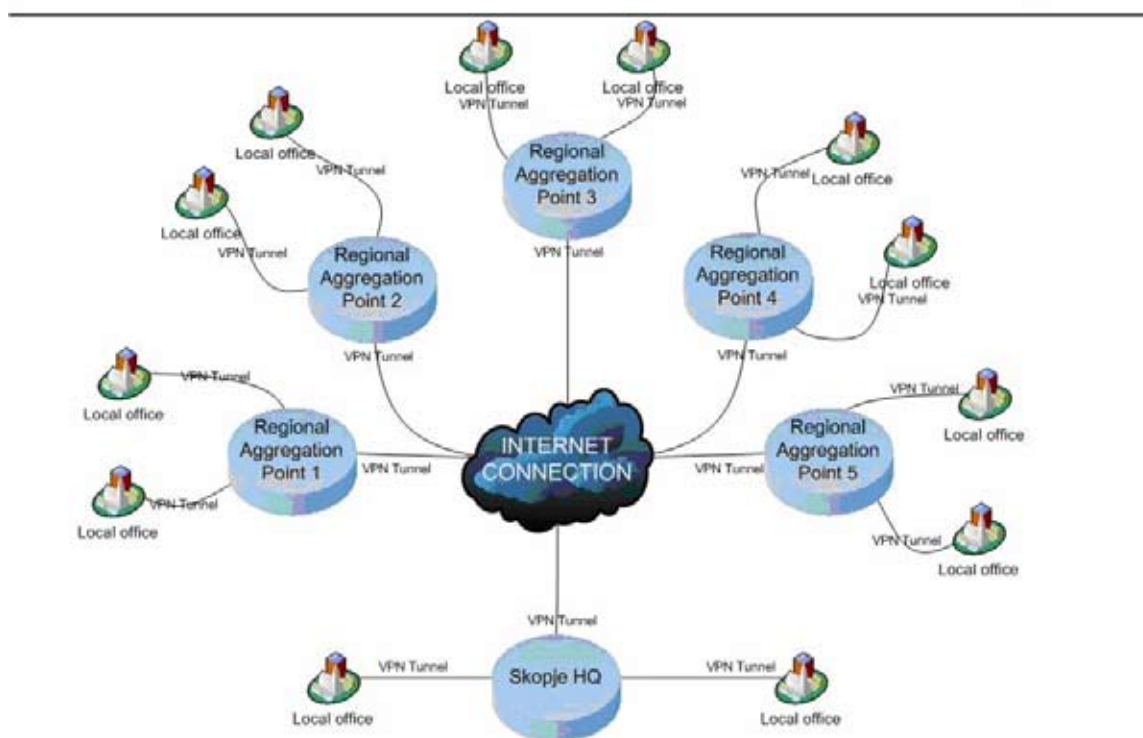 Local office
VPN Tunnel
Local office
VPN Tunnel
Regional
Aggregation
Point 3
VPN Tunnel
Local office
VPN Tunnel
Local office
VPN Tunnel
Regional
Aggregation
Point 2
VPN Tunnel
Local office
VPN Tunnel
Local office
VPN Tunnel
Regional
Aggregation
Point 4
VPN Tunnel
Local office
VPN Tunnel
Local office
VPN Tunnel
Regional
Aggregation
Point 1
VPN Tunnel
INTERNET
CONNECTION
VPN Tunnel
Regional
Aggregation
Point 5
VPN Tunnel
Local office
VPN Tunnel
Local office
VPN Tunnel
Skopje HQ
VPN Tunnel
Local office
VPN Tunnel
Local office